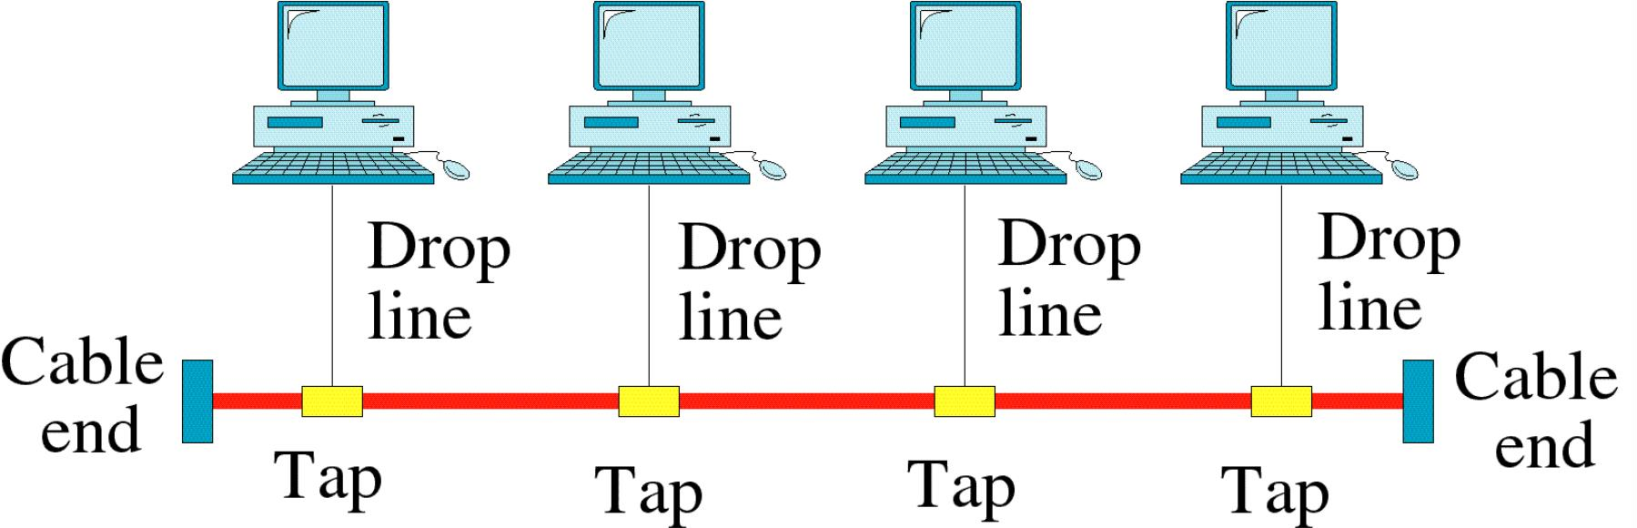 Drop
line
Drop
line
Drop
line
Drop
line
Cable
end
Cable
end
Tap
Tap
Tap
Tap